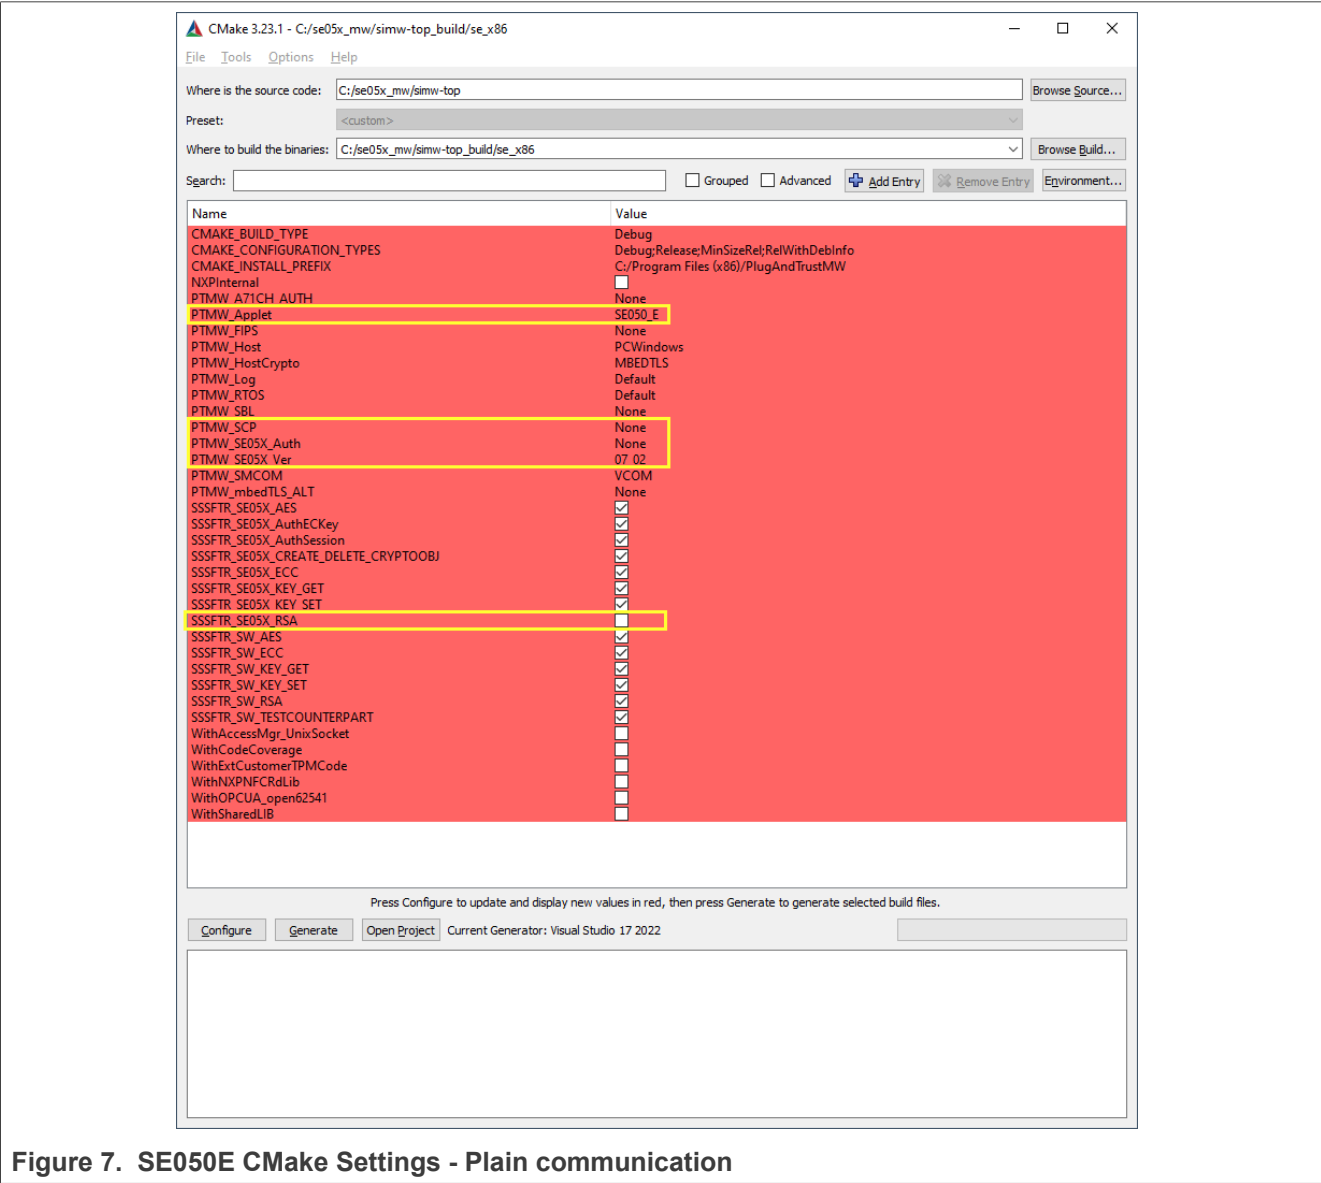 CMake 3.23.1 - C:/se05x_mw/simw-top_build/se_x86
File Tools Options Help
Where is the source code: C:/se05x_mw/simw-top Browse Source...
Preset: <custom>
Where to build the binaries: C:/se05x_mw/simw-top_build/se_x86 Browse Build...
Search: Grouped Advanced Add Entry Remove Entry Environment...
Name Value
CMAKE_BUILD_TYPE Debug
CMAKE_CONFIGURATION_TYPES Debug;Release;MinSizeRel;RelWithDebInfo
CMAKE_INSTALL_PREFIX C:/Program Files (x86)/PlugAndTrustMW
NXPInternal
PTMW_A71CH_AUTH None
PTMW_Applet SE050_E
PTMW_FIPS None
PTMW_Host PCWindows
PTMW_HostCrypto MBEDTLS
PTMW_Log Default
PTMW_RTOS Default
PTMW_SBL None
PTMW_SCP None
PTMW_SE05X_Auth None
PTMW_SE05X_Ver 07_02
PTMW_SMCOM VCOM
PTMW_mbedTLS_ALT None
SSSFTR_SE05X_AES
SSSFTR_SE05X_AuthECKey
SSSFTR_SE05X_AuthSession
SSSFTR_SE05X_CREATE_DELETE_CRYPTOOBJ
SSSFTR_SE05X_ECC
SSSFTR_SE05X_KEY_GET
SSSFTR_SE05X_KEY_SET
SSSFTR_SE05X_RSA
SSSFTR_SW_AES
SSSFTR_SW_ECC
SSSFTR_SW_KEY_GET
SSSFTR_SW_KEY_SET
SSSFTR_SW_RSA
SSSFTR_SW_TESTCOUNTERPART
WithAccessMgr_UnixSocket
WithCodeCoverage
WithExtCustomerTPMCode
WithNXPNFCRdLib
WithOPCUA_open62541
WithSharedLIB
Press Configure to update and display new values in red, then press Generate to generate selected build files.
Configure Generate Open Project Current Generator: Visual Studio 17 2022
Figure 7. SE050E CMake Settings - Plain communication